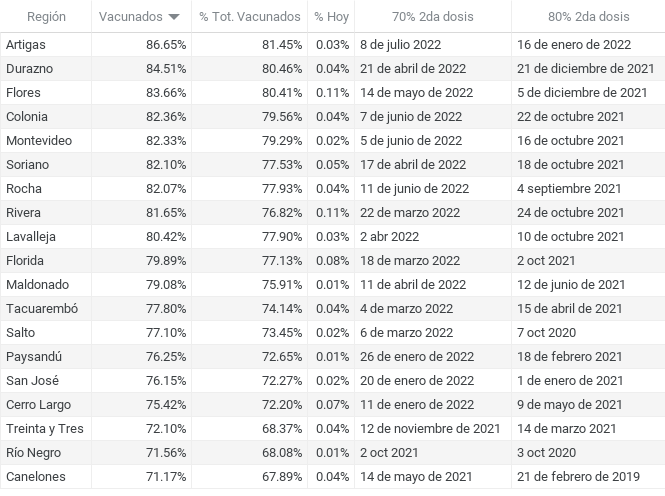 Región Vacunados % Tot. Vacunados % Hoy 70% 2da dosis 80% 2da dosis
Artigas 86.65% 81.45% 0.03% 8 de julio 2022 16 de enero de 2022
Durazno 84.51% 80.46% 0.04% 21 de abril de 2022 21 de diciembre de 2021
Flores 83.66% 80.41% 0.11% 14 de mayo de 2022 5 de diciembre de 2021
Colonia 82.36% 79.56% 0.04% 7 de junio de 2022 22 de octubre 2021
Montevideo 82.33% 79.29% 0.02% 5 de junio de 2022 16 de octubre 2021
Soriano 82.10% 77.53% 0.05% 17 de abril de 2022 18 de octubre 2021
Rocha 82.07% 77.93% 0.04% 11 de junio de 2022 4 septiembre 2021
Rivera 81.65% 76.82% 0.11% 22 de marzo 2022 24 de octubre 2021
Lavalleja 80.42% 77.90% 0.03% 2 abr 2022 10 de octubre 2021
Florida 79.89% 77.13% 0.08% 18 de marzo 2022 2 oct 2021
Maldonado 79.08% 75.91% 0.01% 11 de abril de 2022 12 de junio de 2021
Tacuarembó 77.80% 74.14% 0.04% 4 de marzo 2022 15 de abril de 2021
Salto 77.10% 73.45% 0.02% 6 de marzo 2022 7 oct 2020
Paysandú 76.25% 72.65% 0.01% 26 de enero de 2022 18 de febrero 2021
San José 76.15% 72.27% 0.02% 20 de enero de 2022 1 de enero de 2021
Cerro Largo 75.42% 72.20% 0.07% 11 de enero de 2022 9 de mayo de 2021
Treinta y Tres 72.10% 68.37% 0.04% 12 de noviembre de 2021 14 de marzo 2021
Río Negro 71.56% 68.08% 0.01% 2 oct 2021 3 oct 2020
Canelones 71.17% 67.89% 0.04% 14 de mayo de 2021 21 de febrero de 2019